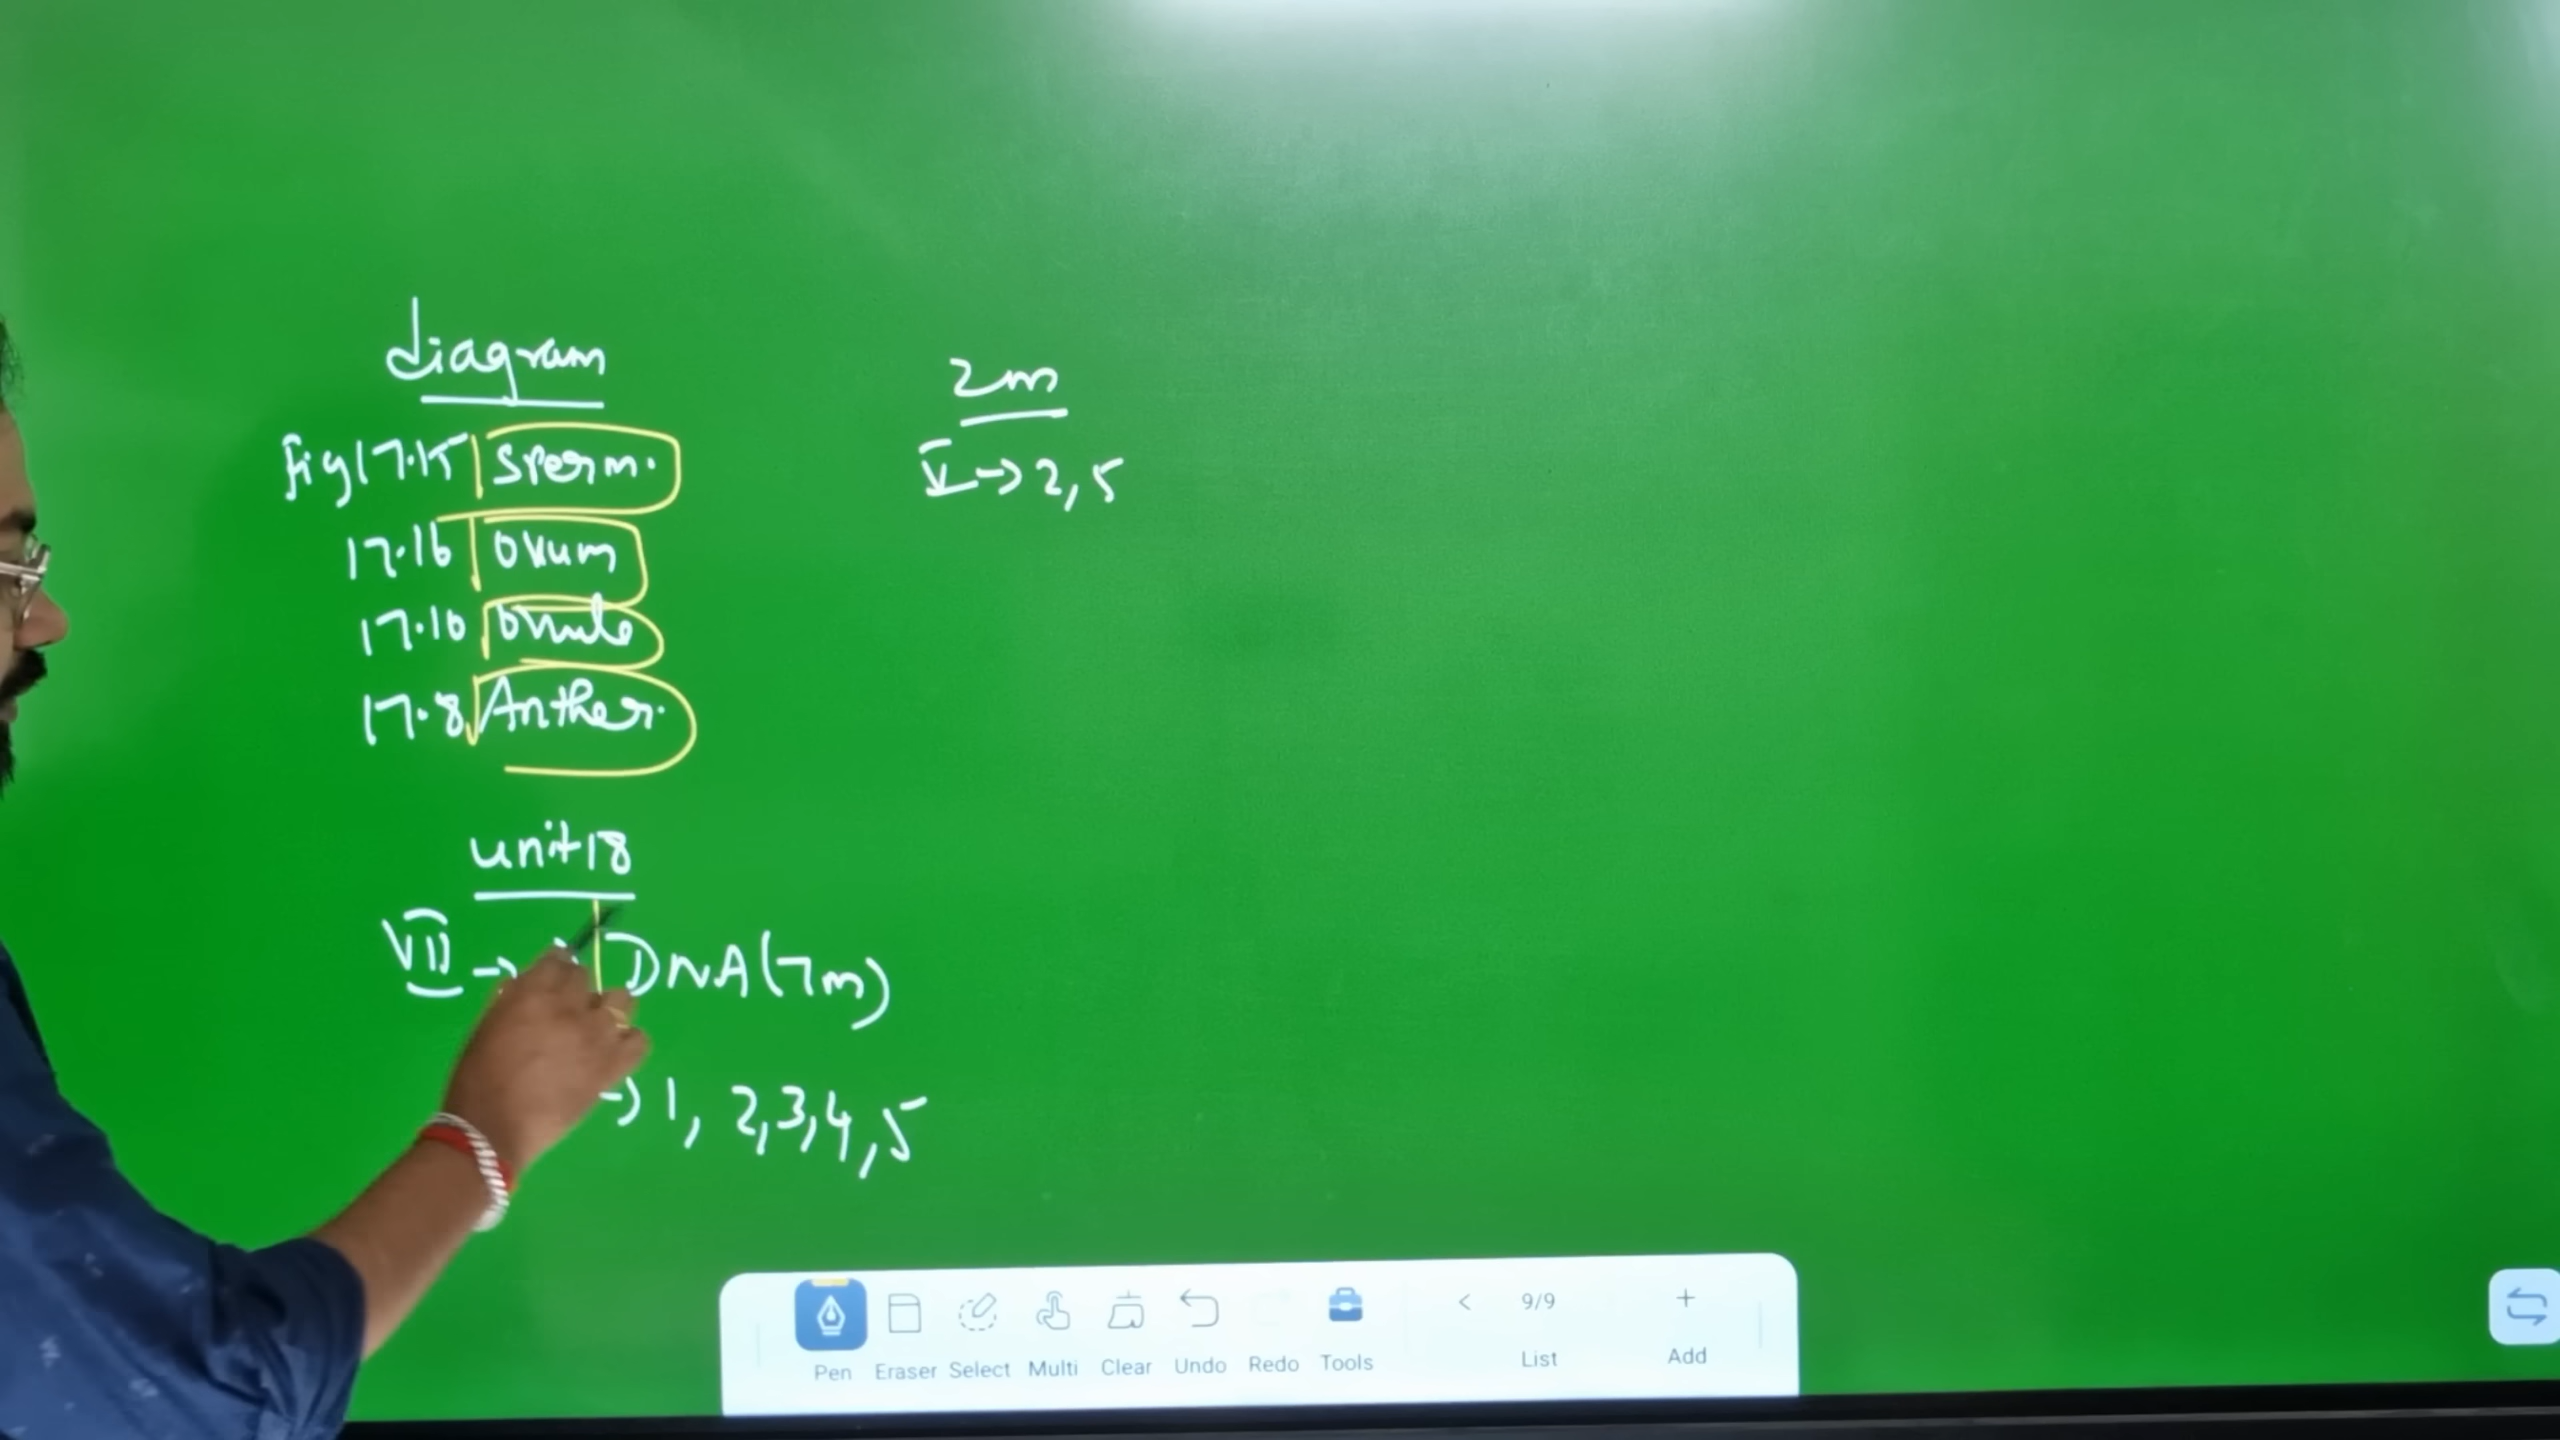 diagram
Fig 17.15 Sperm.
17.16 Ovum
17.10 Ovule
17.8 Anther.
2m
V → 2, 5
unit 18
VII → DNA (7m)
→ 1, 2, 3, 4, 5
Pen Eraser Select Multi Clear Undo Redo Tools
< 9/9 +
List Add